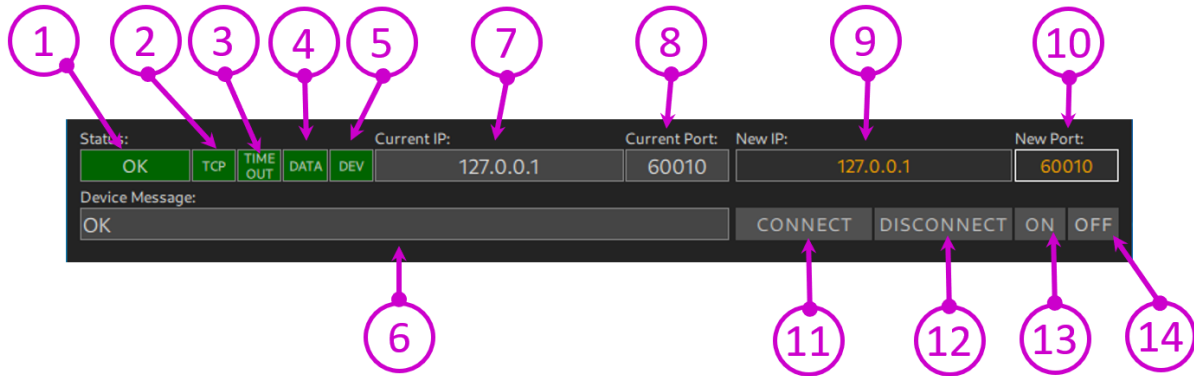 1 2 3 4 5 7 8 9 10
Status: Current IP: Current Port: New IP: New Port:
OK TCP TIME OUT DATA DEV 127.0.0.1 60010 127.0.0.1 60010
Device Message:
OK CONNECT DISCONNECT ON OFF
6 11 12 13 14